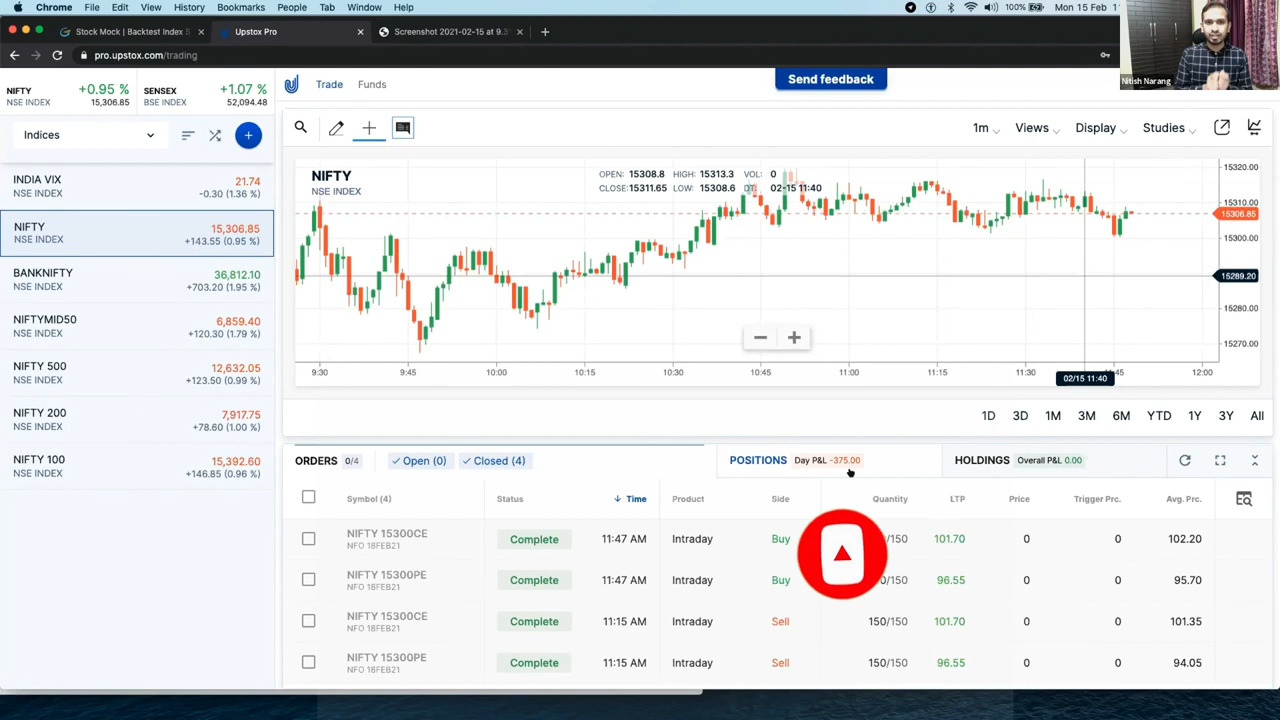 Chrome File Edit View History Bookmarks People Tab Window Help 100% Mon 15 Feb
Stock Mock | Backtest Index S
Upstox Pro
Screenshot 2021-02-15 at 9.3
pro.upstox.com/trading
Nitish Narang
NIFTY +0.95 %
NSE INDEX 15,306.85
SENSEX +1.07 %
BSE INDEX 52,094.48
Trade Funds
Send feedback
Indices
1m Views Display Studies
INDIA VIX 21.74
NSE INDEX -0.30 (1.36 %)
NIFTY 15,306.85
NSE INDEX +143.55 (0.95 %)
BANKNIFTY 36,812.10
NSE INDEX +703.20 (1.95 %)
NIFTYMID50 6,859.40
NSE INDEX +120.30 (1.79 %)
NIFTY 500 12,632.05
NSE INDEX +123.50 (0.99 %)
NIFTY 200 7,917.75
NSE INDEX +78.60 (1.00 %)
NIFTY 100 15,392.60
NSE INDEX +146.85 (0.96 %)
NIFTY
NSE INDEX
OPEN: 15308.8 HIGH: 15313.3 VOL: 0
CLOSE: 15311.65 LOW: 15308.6 DT: 02-15 11:40
15320.00
15310.00
15306.85
15300.00
15289.20
15280.00
15270.00
9:30 9:45 10:00 10:15 10:30 10:45 11:00 11:15 11:30 11:45 12:00
02/15 11:40
1D 3D 1M 3M 6M YTD 1Y 3Y All
ORDERS 0/4 Open (0) Closed (4)
POSITIONS Day P&L -375.00
HOLDINGS Overall P&L 0.00
Symbol (4) Status Time Product Side Quantity LTP Price Trigger Prc. Avg. Prc.
NIFTY 15300CE Complete 11:47 AM Intraday Buy 0/150 101.70 0 0 102.20
NFO 18FEB21
NIFTY 15300PE Complete 11:47 AM Intraday Buy 0/150 96.55 0 0 95.70
NFO 18FEB21
NIFTY 15300CE Complete 11:15 AM Intraday Sell 150/150 101.70 0 0 101.35
NFO 18FEB21
NIFTY 15300PE Complete 11:15 AM Intraday Sell 150/150 96.55 0 0 94.05
NFO 18FEB21